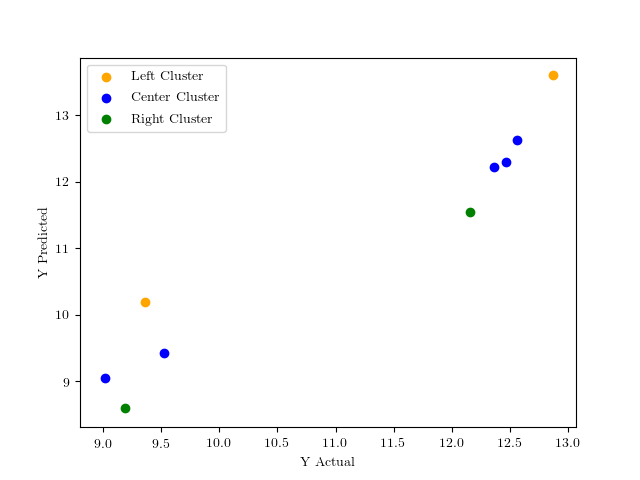 Left Cluster
Center Cluster
Right Cluster
13
12
11
10
9
Y Predicted
9.0 9.5 10.0 10.5 11.0 11.5 12.0 12.5 13.0
Y Actual